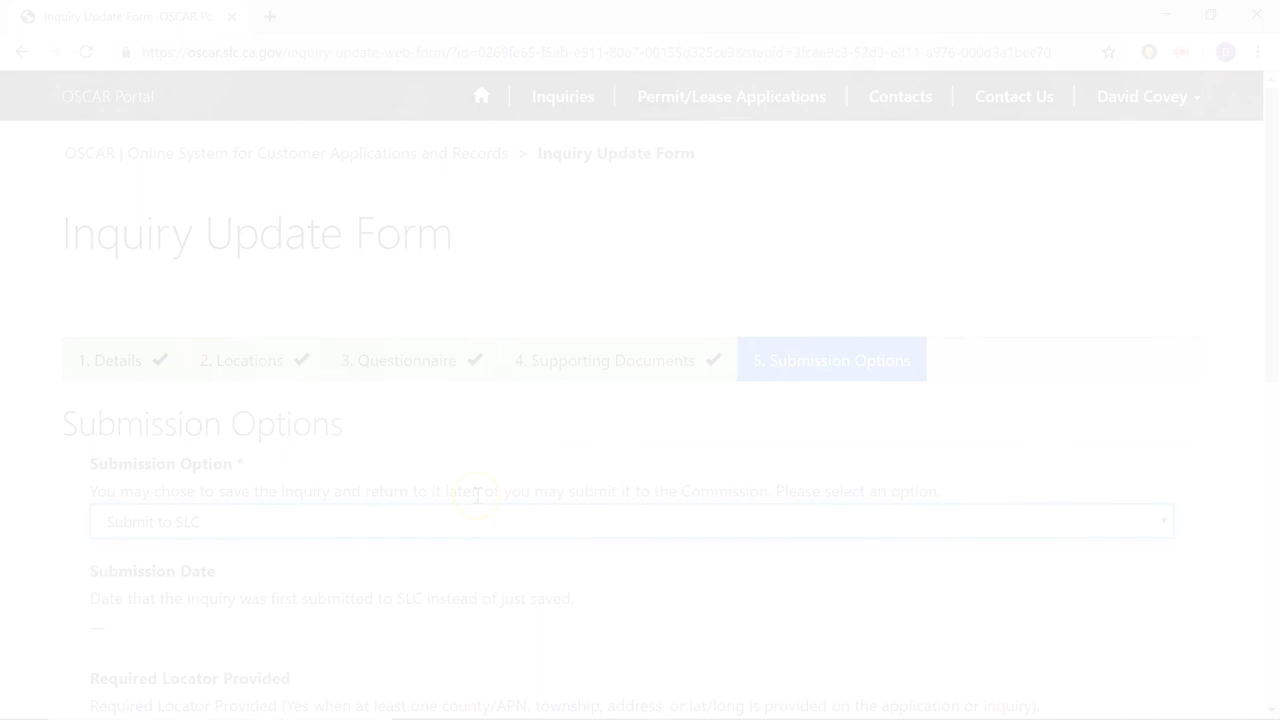 Inquiry Update Form -OSCAR Po
https://oscar.slc.ca.gov/inquiry-update-web-form/?id=0269fe65-f5ab-e911-80e7-00155d325ce3&stepid=3fcee9c3-52d3-e811-a976-000d3a1bec70
OSCAR Portal Inquiries Permit/Lease Applications Contacts Contact Us David Covey
OSCAR | Online System for Customer Applications and Records > Inquiry Update Form
Inquiry Update Form
1. Details 2. Locations 3. Questionnaire 4. Supporting Documents 5. Submission Options
Submission Options
Submission Option *
You may chose to save the inquiry and return to it later or you may submit it to the Commission. Please select an option.
Submit to SLC
Submission Date
Date that the inquiry was first submitted to SLC instead of just saved.
—
Required Locator Provided
Required Locator Provided (Yes when at least one county/APN, township, address, or lat/long is provided on the application or inquiry).